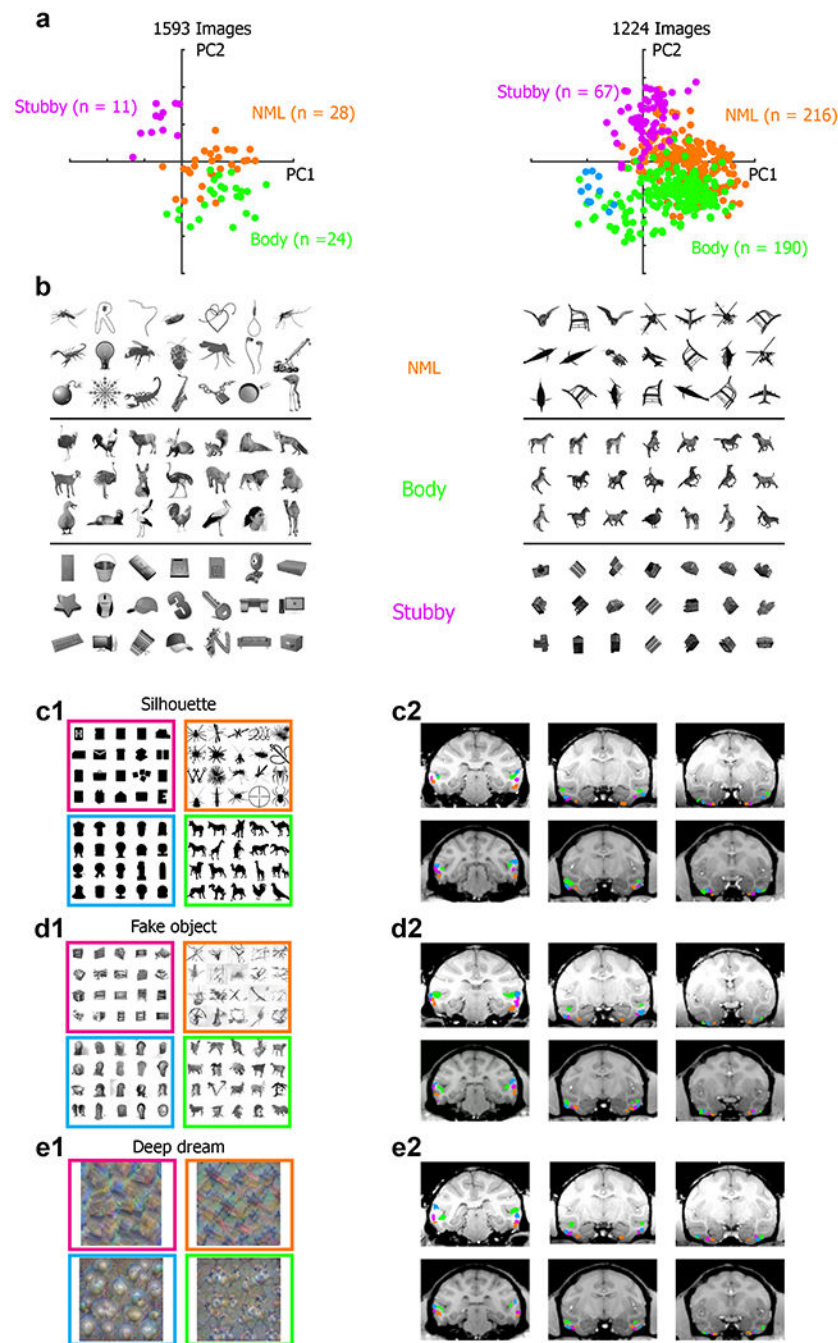 a
1593 Images
PC2
Stubby (n = 11)
NML (n = 28)
PC1
Body (n =24)
1224 Images
PC2
Stubby (n = 67)
NML (n = 216)
PC1
Body (n = 190)
b
NML
Body
Stubby
c1
Silhouette
c2
d1
Fake object
d2
e1
Deep dream
e2